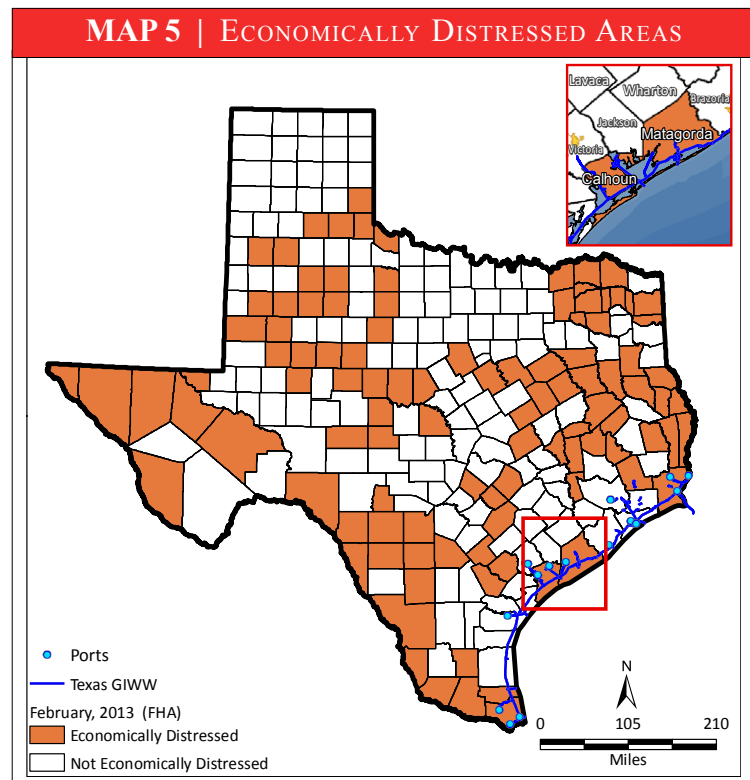 MAP 5 | ECONOMICALLY DISTRESSED AREAS
Lavaca
Wharton
Brazoria
Jackson
Matagorda
Victoria
Calhoun
Ports
Texas GIWW
February, 2013 (FHA)
Economically Distressed
Not Economically Distressed
N
0 105 210
Miles